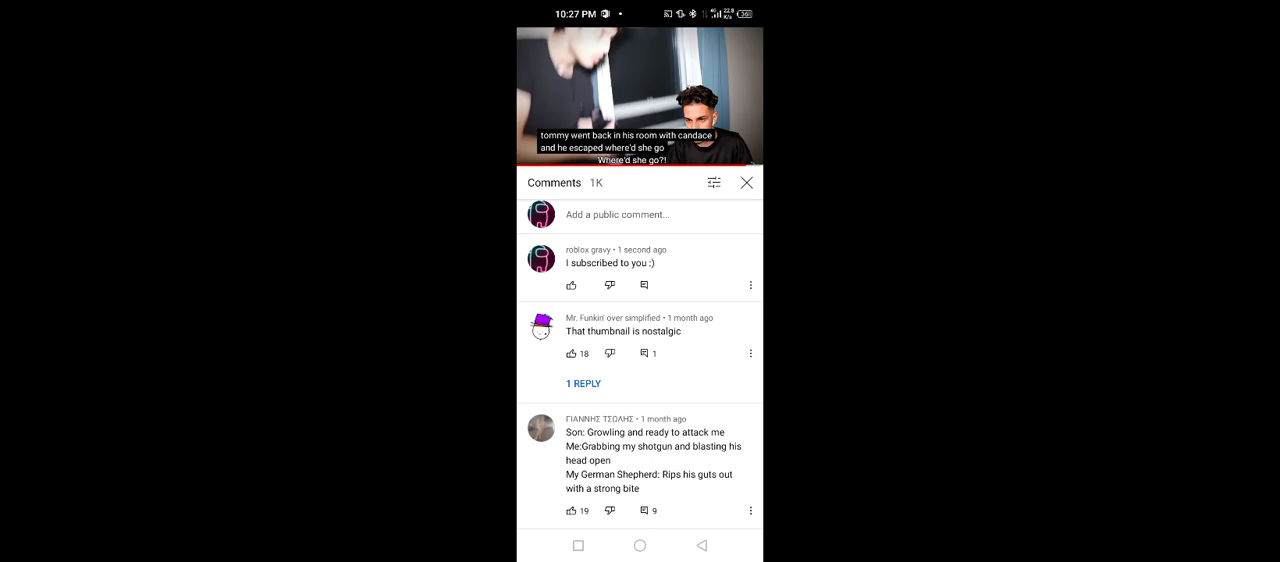 10:27 PM
4G 22.8 K/s 36
tommy went back in his room with candace
and he escaped where'd she go
Where'd she go?!
Comments 1K
Add a public comment...
roblox gravy • 1 second ago
I subscribed to you :)
Mr. Funkin' over simplified • 1 month ago
That thumbnail is nostalgic
18 1
1 REPLY
ΓΙΑΝΝΗΣ ΤΣΩΛΗΣ • 1 month ago
Son: Growling and ready to attack me
Me:Grabbing my shotgun and blasting his
head open
My German Shepherd: Rips his guts out
with a strong bite
19 9